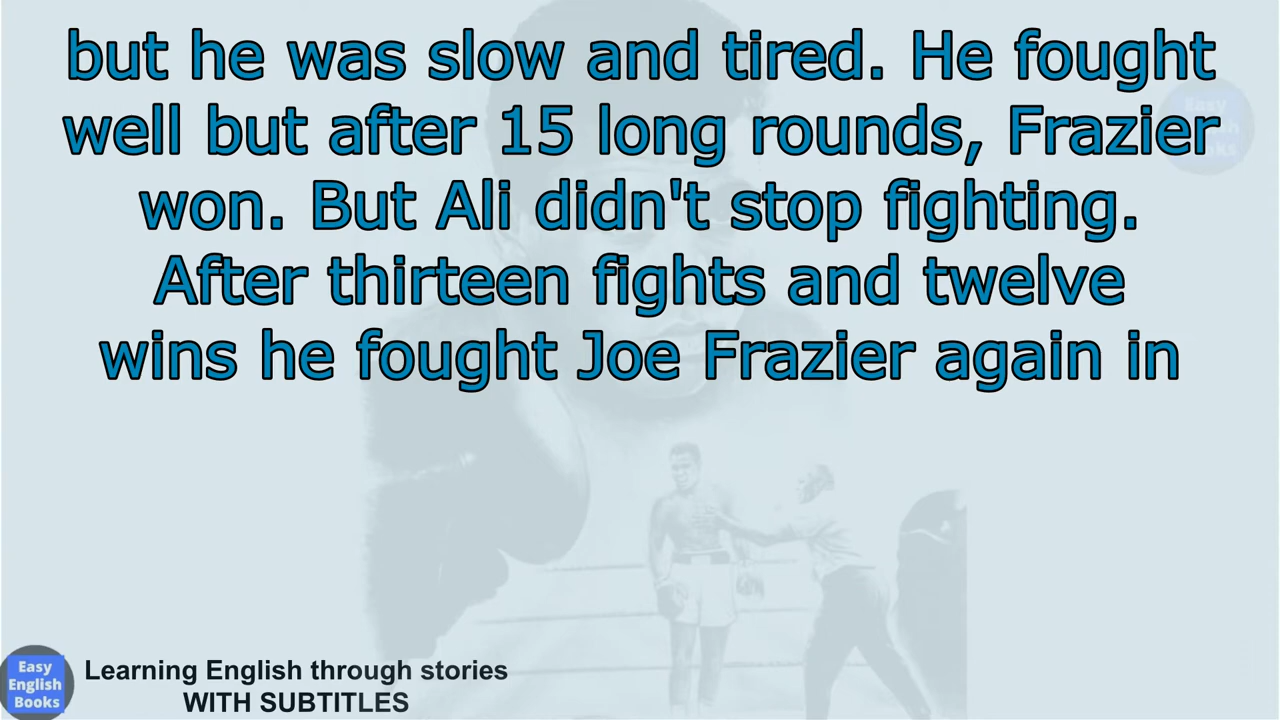 but he was slow and tired. He fought
well but after 15 long rounds, Frazier
won. But Ali didn't stop fighting.
After thirteen fights and twelve
wins he fought Joe Frazier again in
Easy
English
Books
Learning English through stories
WITH SUBTITLES